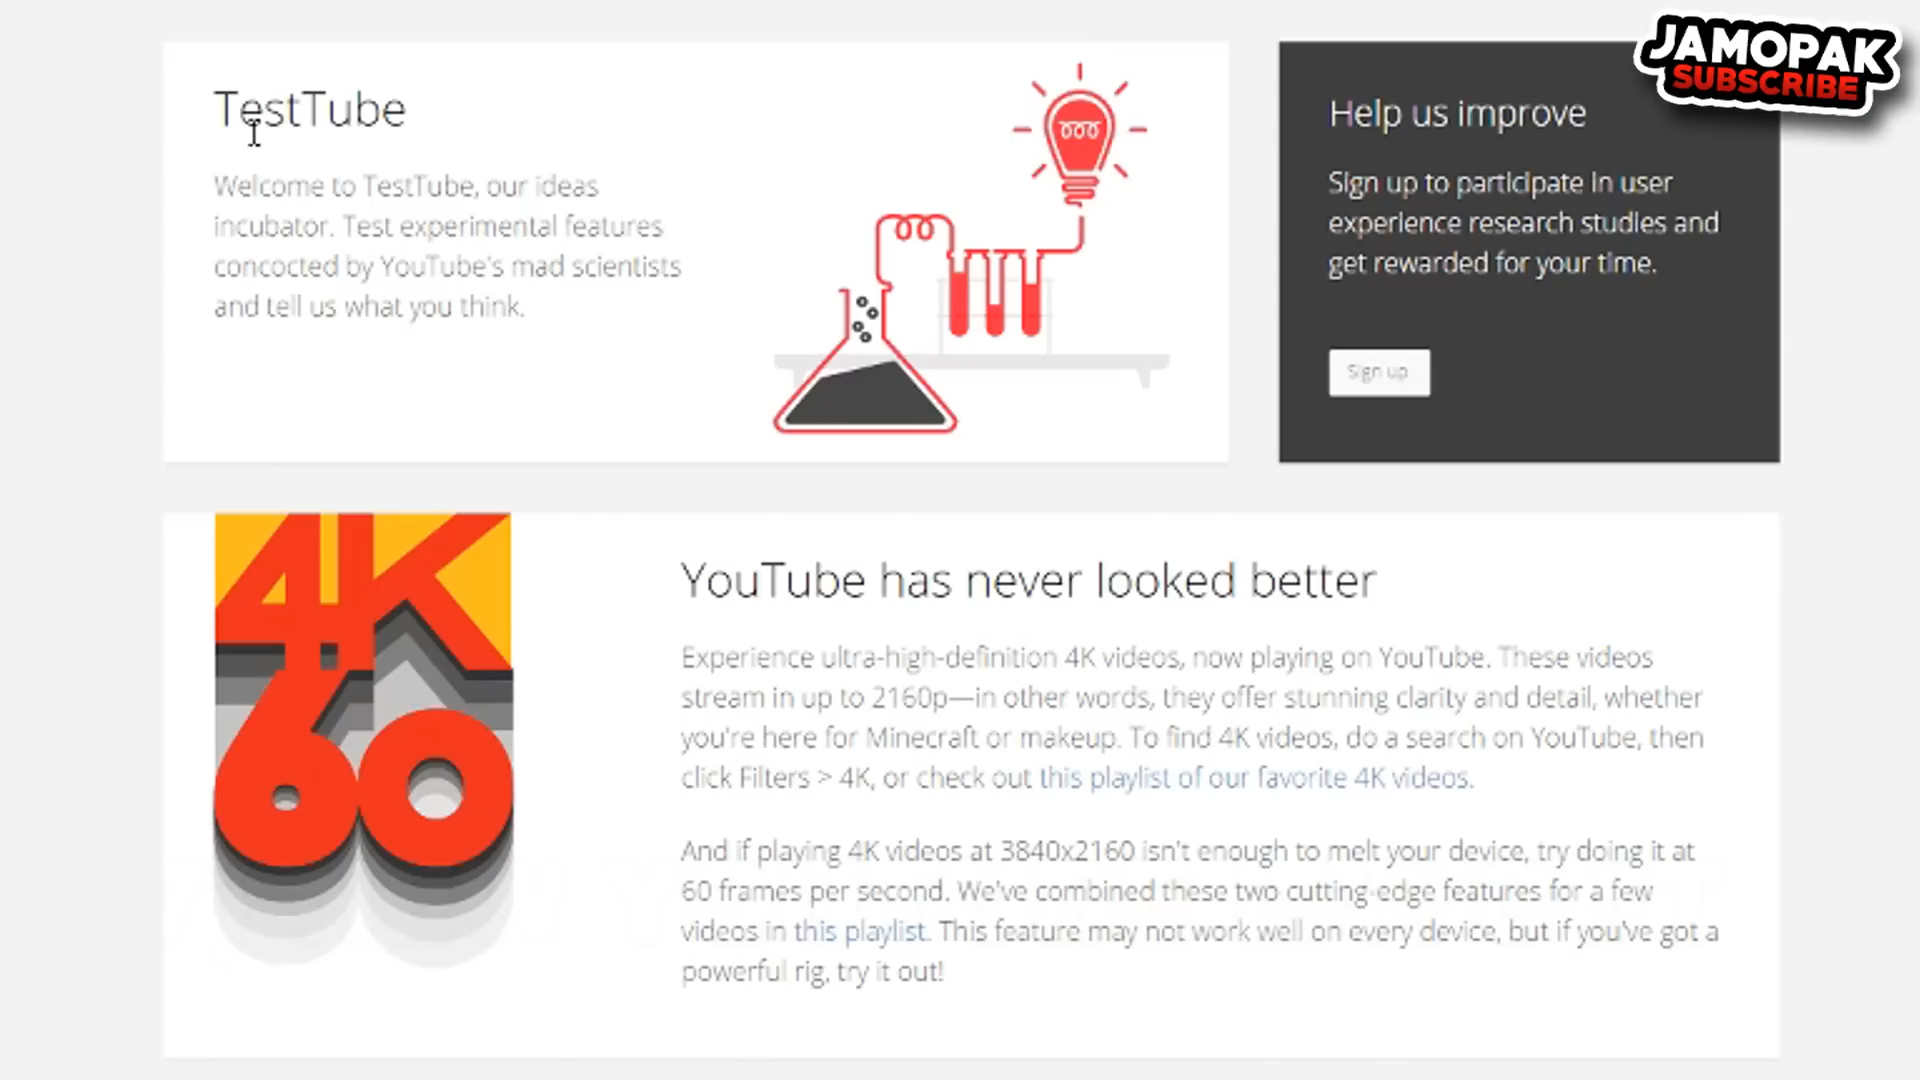 JAMOPAK
SUBSCRIBE
TestTube
Welcome to TestTube, our ideas
incubator. Test experimental features
concocted by YouTube's mad scientists
and tell us what you think.
Help us improve
Sign up to participate in user
experience research studies and
get rewarded for your time.
Sign up
4K
60
YouTube has never looked better
Experience ultra-high-definition 4K videos, now playing on YouTube. These videos
stream in up to 2160p—in other words, they offer stunning clarity and detail, whether
you're here for Minecraft or makeup. To find 4K videos, do a search on YouTube, then
click Filters > 4K, or check out this playlist of our favorite 4K videos.
And if playing 4K videos at 3840x2160 isn't enough to melt your device, try doing it at
60 frames per second. We've combined these two cutting-edge features for a few
videos in this playlist. This feature may not work well on every device, but if you've got a
powerful rig, try it out!